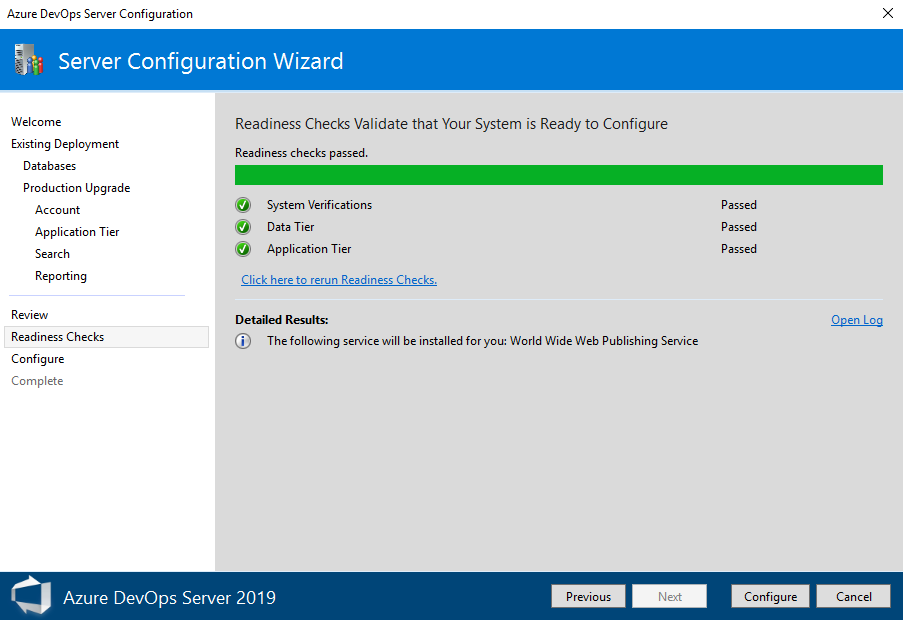 Azure DevOps Server Configuration
Server Configuration Wizard
Welcome
Existing Deployment
Databases
Production Upgrade
Account
Application Tier
Search
Reporting
Review
Readiness Checks
Configure
Complete
Readiness Checks Validate that Your System is Ready to Configure
Readiness checks passed.
System Verifications Passed
Data Tier Passed
Application Tier Passed
Click here to rerun Readiness Checks.
Detailed Results: Open Log
The following service will be installed for you: World Wide Web Publishing Service
Azure DevOps Server 2019
Previous Next Configure Cancel